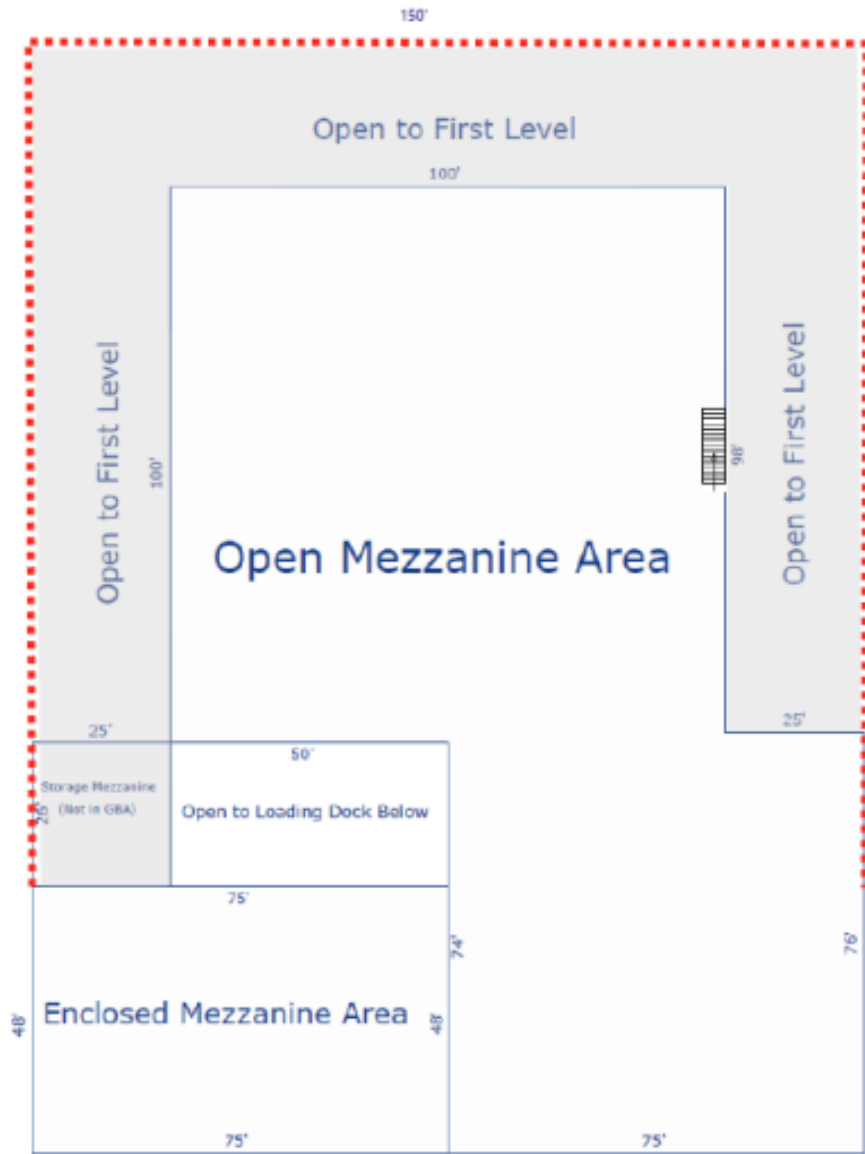 150'
Open to First Level
100'
Open to First Level
100'
98'
Open to First Level
Open Mezzanine Area
25'
25'
50'
Storage Mezzanine
(Not in GBA)
26'
Open to Loading Dock Below
75'
74'
76'
Enclosed Mezzanine Area
48'
48'
75'
75'